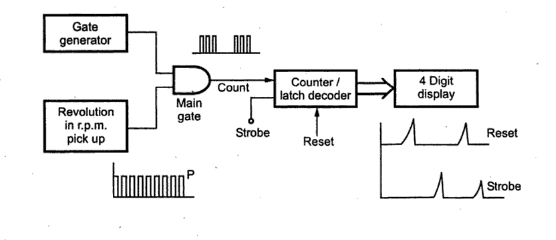 Gate
generator
Revolution
in r.p.m.
pick up
Main
gate
Count
Strobe
Counter /
latch decoder
Reset
4 Digit
display
Reset
Strobe
P